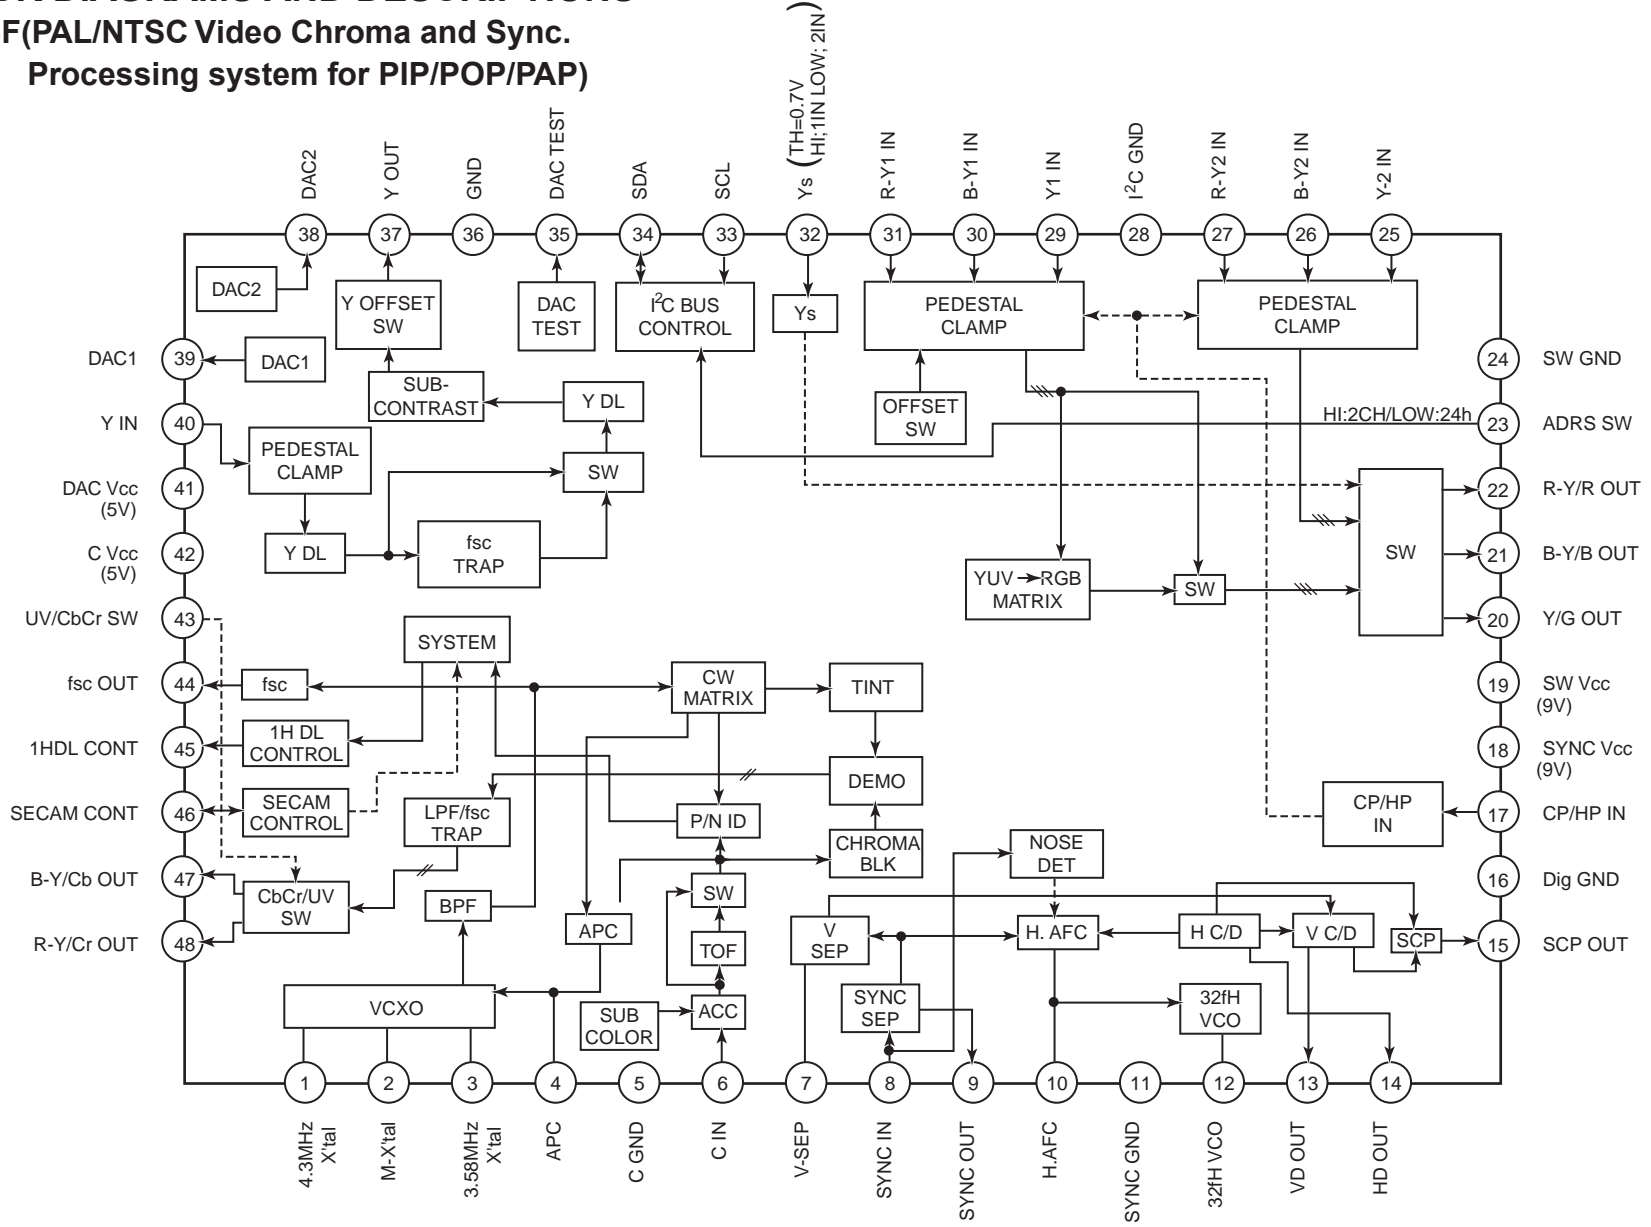 F(PAL/NTSC Video Chroma and Sync.
Processing system for PIP/POP/PAP)
DAC2
Y OUT
GND
DAC TEST
SDA
SCL
Ys (TH=0.7V
HI;1IN LOW; 2IN)
R-Y1 IN
B-Y1 IN
Y1 IN
I²C GND
R-Y2 IN
B-Y2 IN
Y-2 IN
38
37
36
35
34
33
32
31
30
29
28
27
26
25
DAC2
Y OFFSET
SW
DAC
TEST
I²C BUS
CONTROL
Ys
PEDESTAL
CLAMP
PEDESTAL
CLAMP
DAC1
39
DAC1
24
SW GND
SUB-
CONTRAST
Y DL
OFFSET
SW
HI:2CH/LOW:24h
Y IN
40
23
ADRS SW
PEDESTAL
CLAMP
SW
DAC Vcc
(5V)
41
22
R-Y/R OUT
Y DL
fsc
TRAP
SW
C Vcc
(5V)
42
21
B-Y/B OUT
YUV→RGB
MATRIX
SW
UV/CbCr SW
43
20
Y/G OUT
SYSTEM
fsc OUT
44
fsc
CW
MATRIX
TINT
19
SW Vcc
(9V)
1HDL CONT
45
1H DL
CONTROL
18
SYNC Vcc
(9V)
DEMO
SECAM CONT
46
SECAM
CONTROL
LPF/fsc
TRAP
P/N ID
CP/HP
IN
17
CP/HP IN
CHROMA
BLK
NOSE
DET
B-Y/Cb OUT
47
CbCr/UV
SW
BPF
SW
16
Dig GND
R-Y/Cr OUT
48
APC
TOF
V
SEP
H. AFC
H C/D
V C/D
SCP
15
SCP OUT
VCXO
SUB
COLOR
ACC
SYNC
SEP
32fH
VCO
1
2
3
4
5
6
7
8
9
10
11
12
13
14
4.3MHz
X'tal
M-X'tal
3.58MHz
X'tal
APC
C GND
C IN
V-SEP
SYNC IN
SYNC OUT
H.AFC
SYNC GND
32fH VCO
VD OUT
HD OUT